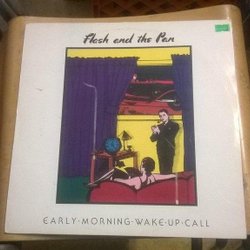 Flash and the Pan
EARLY·MORNING·WAKE·UP·CALL